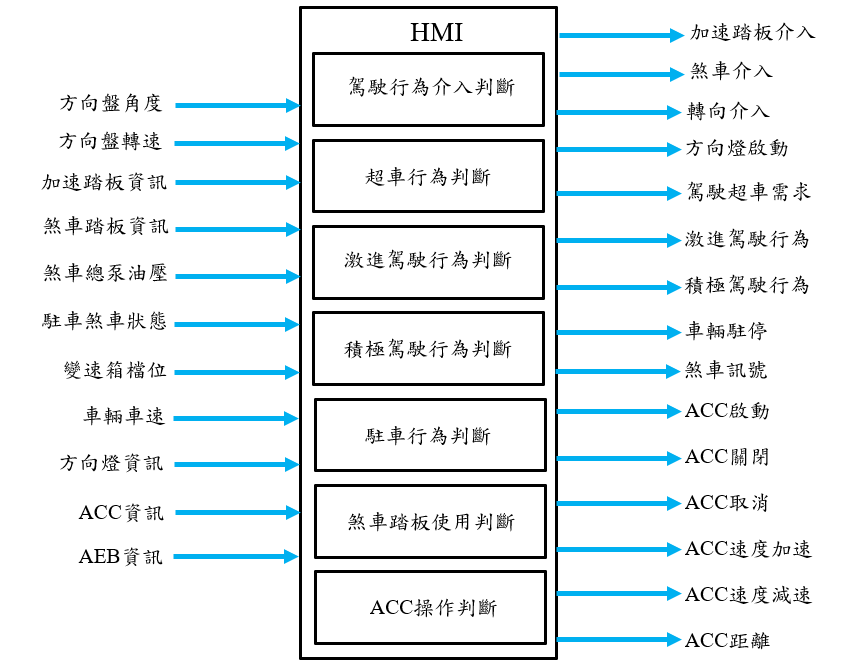 HMI
方向盤角度
方向盤轉速
加速踏板資訊
煞車踏板資訊
煞車總泵油壓
駐車煞車狀態
變速箱檔位
車輛車速
方向燈資訊
ACC資訊
AEB資訊
駕駛行為介入判斷
超車行為判斷
激進駕駛行為判斷
積極駕駛行為判斷
駐車行為判斷
煞車踏板使用判斷
ACC操作判斷
加速踏板介入
煞車介入
轉向介入
方向燈啟動
駕駛超車需求
激進駕駛行為
積極駕駛行為
車輛駐停
煞車訊號
ACC啟動
ACC關閉
ACC取消
ACC速度加速
ACC速度減速
ACC距離